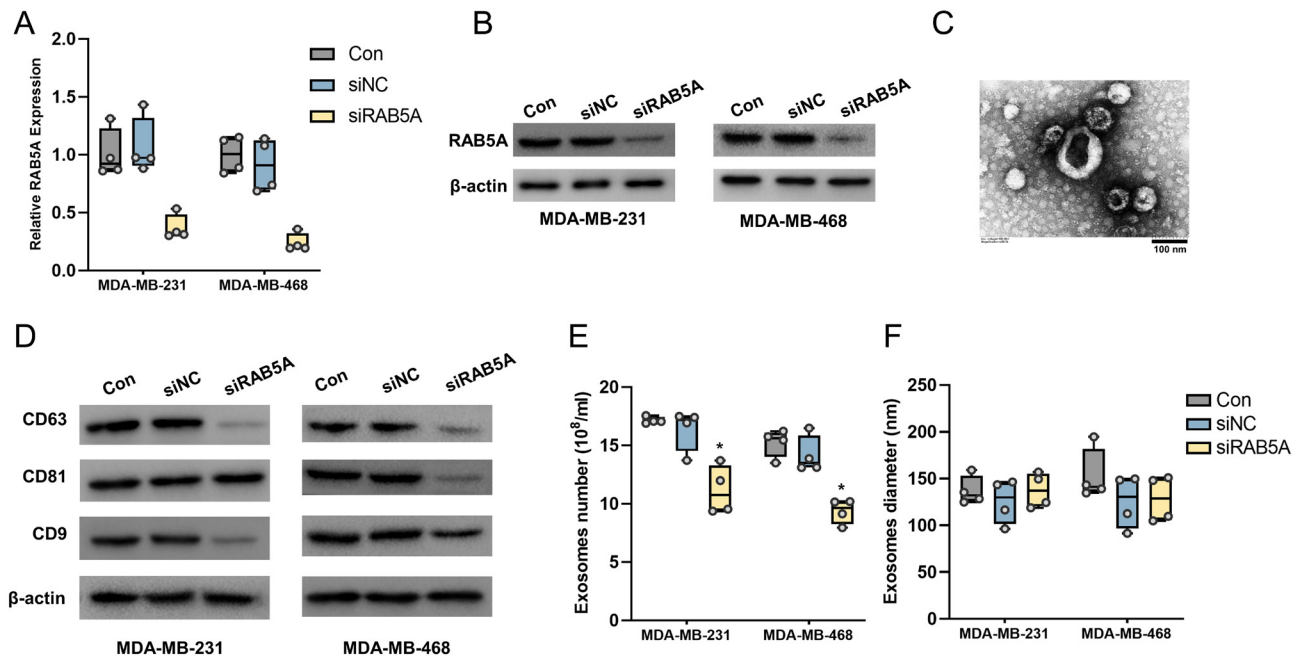 A
2.0
1.5
1.0
0.5
0.0
Relative RAB5A Expression
MDA-MB-231 MDA-MB-468
Con
siNC
siRAB5A
B
Con siNC siRAB5A Con siNC siRAB5A
RAB5A
β-actin
MDA-MB-231 MDA-MB-468
C
100 nm
D
Con siNC siRAB5A Con siNC siRAB5A
CD63
CD81
CD9
β-actin
MDA-MB-231 MDA-MB-468
E
20
15
10
5
0
Exosomes number (10⁸/ml)
* *
MDA-MB-231 MDA-MB-468
F
250
200
150
100
50
0
Exosomes diameter (nm)
MDA-MB-231 MDA-MB-468
Con
siNC
siRAB5A